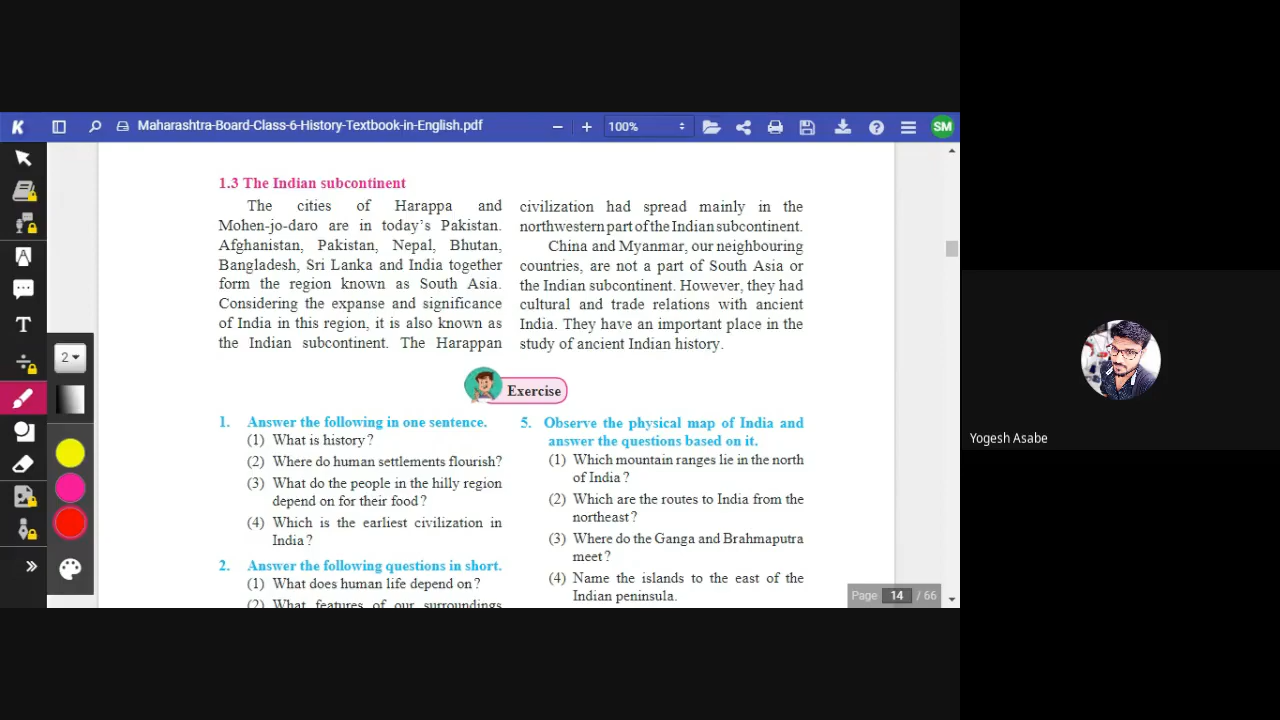 Maharashtra-Board-Class-6-History-Textbook-in-English.pdf
100%
SM
1.3 The Indian subcontinent
The cities of Harappa and
Mohen-jo-daro are in today's Pakistan.
Afghanistan, Pakistan, Nepal, Bhutan,
Bangladesh, Sri Lanka and India together
form the region known as South Asia.
Considering the expanse and significance
of India in this region, it is also known as
the Indian subcontinent. The Harappan
civilization had spread mainly in the
northwestern part of the Indian subcontinent.
China and Myanmar, our neighbouring
countries, are not a part of South Asia or
the Indian subcontinent. However, they had
cultural and trade relations with ancient
India. They have an important place in the
study of ancient Indian history.
Exercise
1. Answer the following in one sentence.
(1) What is history?
(2) Where do human settlements flourish?
(3) What do the people in the hilly region
depend on for their food?
(4) Which is the earliest civilization in
India?
2. Answer the following questions in short.
(1) What does human life depend on?
(2) What features of our surroundings
5. Observe the physical map of India and
answer the questions based on it.
(1) Which mountain ranges lie in the north
of India?
(2) Which are the routes to India from the
northeast?
(3) Where do the Ganga and Brahmaputra
meet?
(4) Name the islands to the east of the
Indian peninsula.
2
Page 14 / 66
Yogesh Asabe